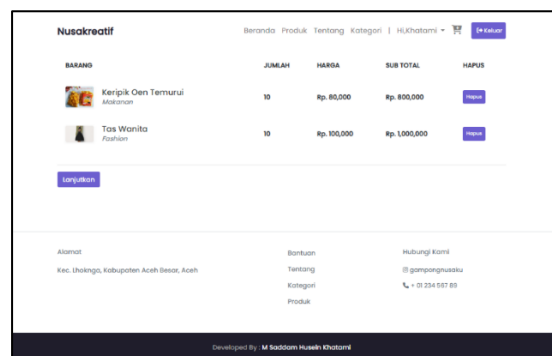 Nusakreatif Beranda Produk Tentang Kategori | Hi,Khatami Keluar
BARANG JUMLAH HARGA SUB TOTAL HAPUS
Keripik Oen Temurui 10 Rp. 80,000 Rp. 800,000 Hapus
Makanan
Tas Wanita 10 Rp. 100,000 Rp. 1,000,000 Hapus
Fashion
Lanjutkan
Alamat Bantuan Hubungi Kami
Kec. Lhoknga, Kabupaten Aceh Besar, Aceh Tentang gampongnusaku
Kategori + 01 234 567 89
Produk
Developed By : M Saddam Husein Khatami